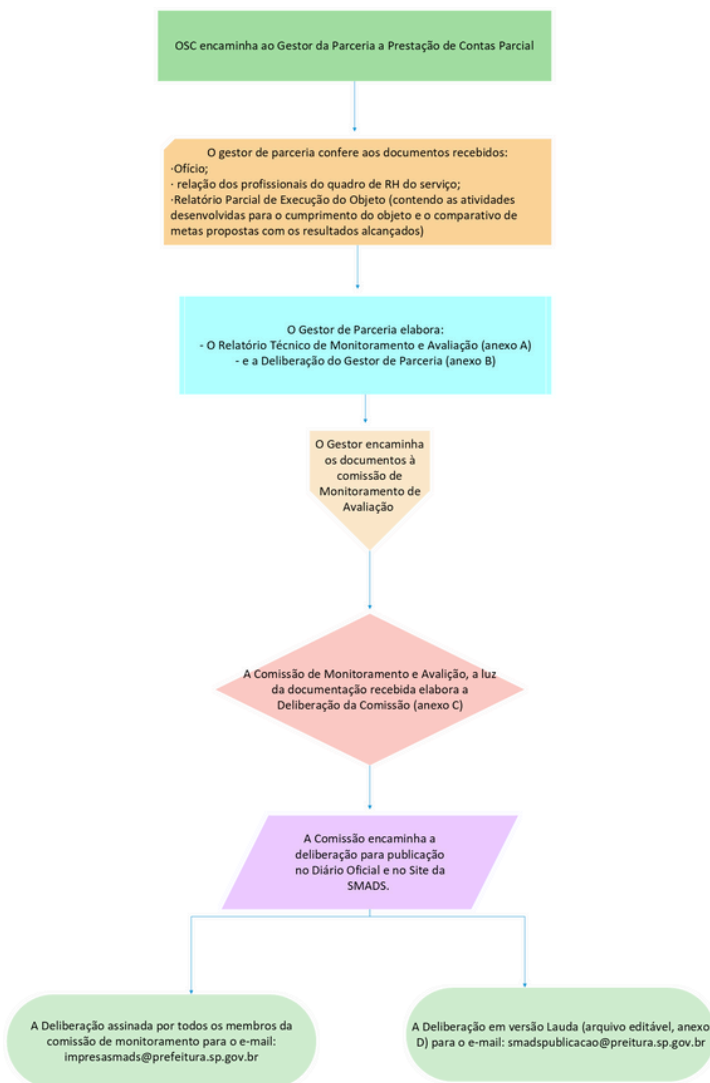 OSC encaminha ao Gestor da Parceria a Prestação de Contas Parcial
O gestor de parceria confere aos documentos recebidos:
·Ofício;
· relação dos profissionais do quadro de RH do serviço;
·Relatório Parcial de Execução do Objeto (contendo as atividades
desenvolvidas para o cumprimento do objeto e o comparativo de
metas propostas com os resultados alcançados)
O Gestor de Parceria elabora:
- O Relatório Técnico de Monitoramento e Avaliação (anexo A)
- e a Deliberação do Gestor de Parceria (anexo B)
O Gestor encaminha
os documentos à
comissão de
Monitoramento de
Avaliação
A Comissão de Monitoramento e Avalição, a luz
da documentação recebida elabora a
Deliberação da Comissão (anexo C)
A Comissão encaminha a
deliberação para publicação
no Diário Oficial e no Site da
SMADS.
A Deliberação assinada por todos os membros da
comissão de monitoramento para o e-mail:
impresasmads@prefeitura.sp.gov.br
A Deliberação em versão Lauda (arquivo editável, anexo
D) para o e-mail: smadspublicacao@preitura.sp.gov.br